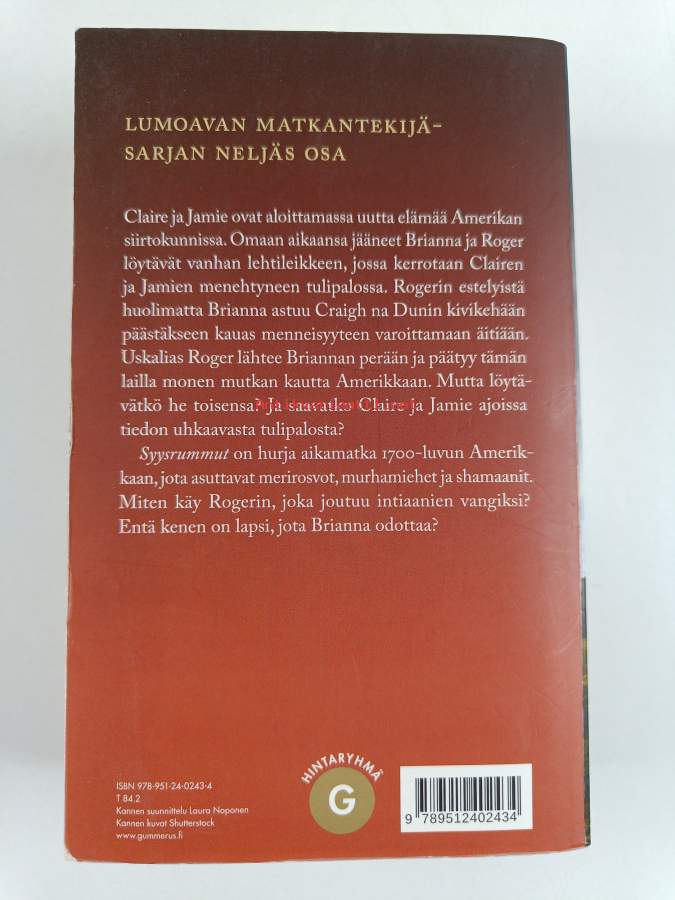 LUMOAVAN MATKANTEKIJÄ-
SARJAN NELJÄS OSA
Claire ja Jamie ovat aloittamassa uutta elämää Amerikan
siirtokunnissa. Omaan aikaansa jääneet Brianna ja Roger
löytävät vanhan lehtileikkeen, jossa kerrotaan Clairen
ja Jamien menehtyneen tulipalossa. Rogerin estelyistä
huolimatta Brianna astuu Craigh na Dunin kivikehään
päästäkseen kauas menneisyyteen varoittamaan äitiään.
Uskalias Roger lähtee Briannan perään ja päätyy tämän
lailla monen mutkan kautta Amerikkaan. Mutta löytä-
vätkö he toisensa? Ja saavatko Claire ja Jamie ajoissa
tiedon uhkaavasta tulipalosta?
Syysrummut on hurja aikamatka 1700-luvun Amerik-
kaan, jota asuttavat merirosvot, murhamiehet ja shamaanit.
Miten käy Rogerin, joka joutuu intiaanien vangiksi?
Entä kenen on lapsi, jota Brianna odottaa?
ISBN 978-951-24-0243-4
T 84.2
Kannen suunnittelu Laura Noponen
Kannen kuvat Shutterstock
www.gummerus.fi
HINTARYHMÄ
G
9 789512 402434